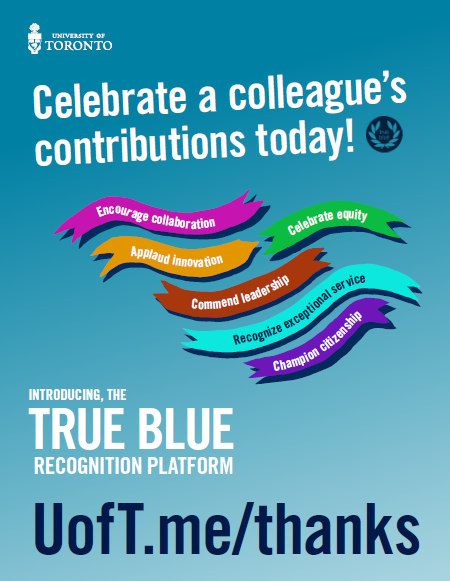 UNIVERSITY OF
TORONTO
Celebrate a colleague's
contributions today!
Encourage collaboration
Celebrate equity
Applaud innovation
Commend leadership
Recognize exceptional service
Champion citizenship
INTRODUCING, THE
TRUE BLUE
RECOGNITION PLATFORM
UofT.me/thanks